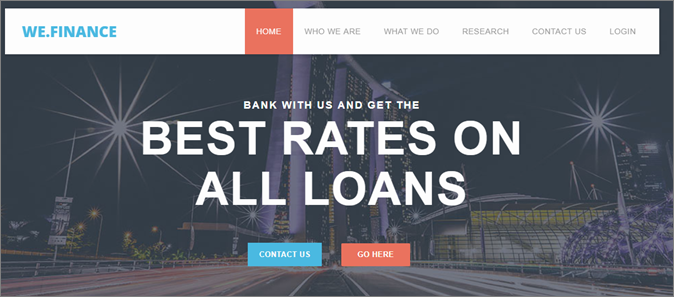 WE.FINANCE
HOME WHO WE ARE WHAT WE DO RESEARCH CONTACT US LOGIN
BANK WITH US AND GET THE
BEST RATES ON
ALL LOANS
CONTACT US GO HERE